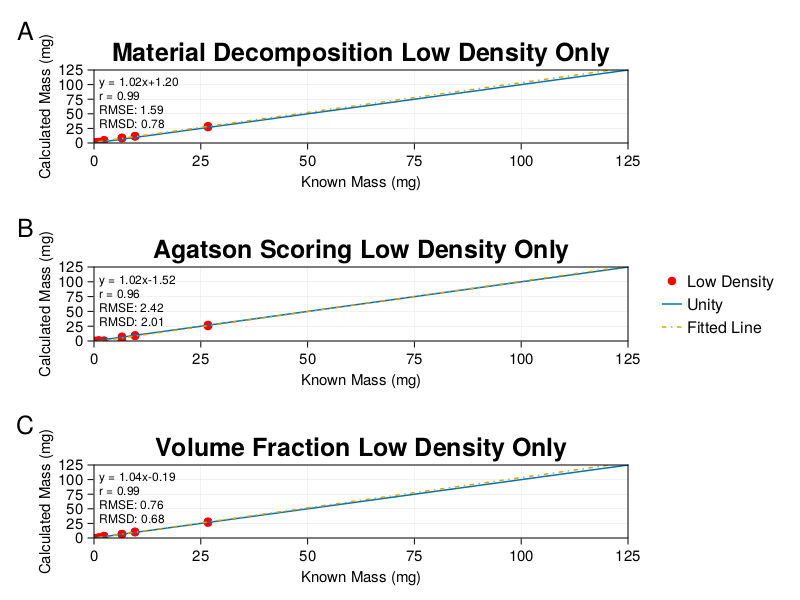 A
Material Decomposition Low Density Only
Calculated Mass (mg)
125
100
75
50
25
0
y = 1.02x+1.20
r = 0.99
RMSE: 1.59
RMSD: 0.78
0 25 50 75 100 125
Known Mass (mg)
B
Agatson Scoring Low Density Only
Calculated Mass (mg)
125
100
75
50
25
0
y = 1.02x-1.52
r = 0.96
RMSE: 2.42
RMSD: 2.01
0 25 50 75 100 125
Known Mass (mg)
Low Density
Unity
Fitted Line
C
Volume Fraction Low Density Only
Calculated Mass (mg)
125
100
75
50
25
0
y = 1.04x-0.19
r = 0.99
RMSE: 0.76
RMSD: 0.68
0 25 50 75 100 125
Known Mass (mg)